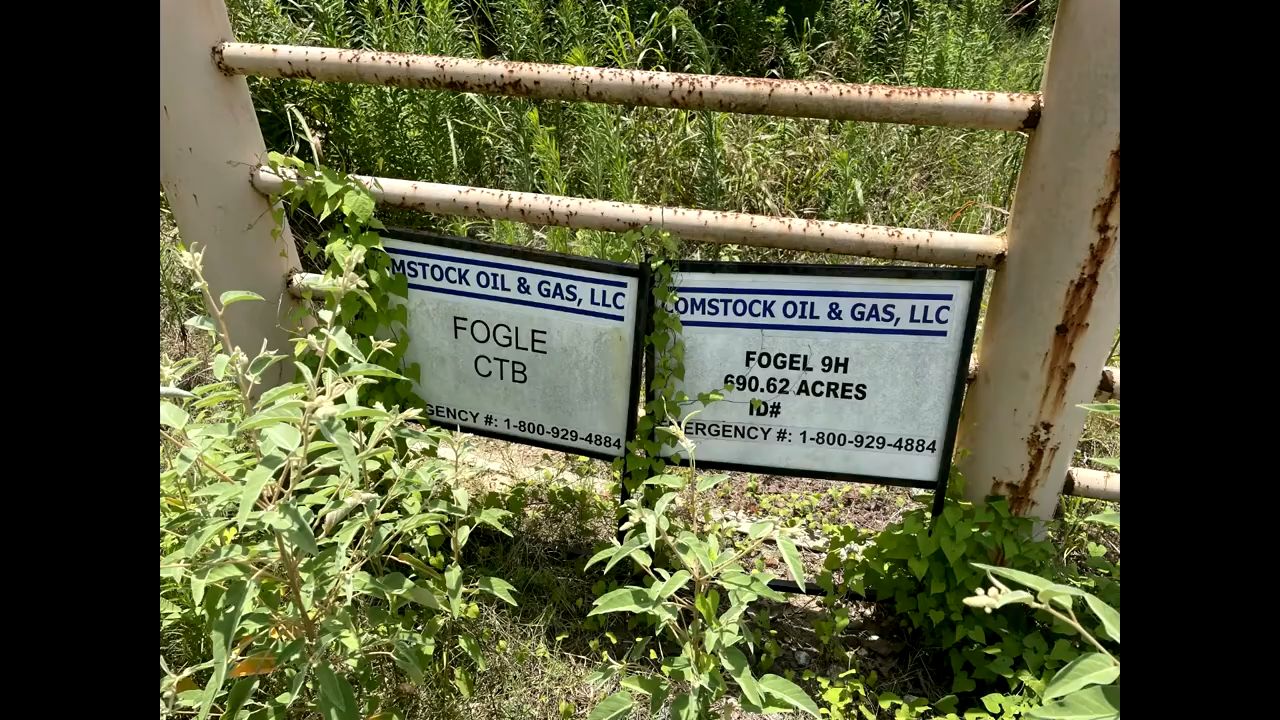 MSTOCK OIL & GAS, LLC
FOGLE
CTB
GENCY #: 1-800-929-4884
COMSTOCK OIL & GAS, LLC
FOGEL 9H
690.62 ACRES
ID#
ERGENCY #: 1-800-929-4884